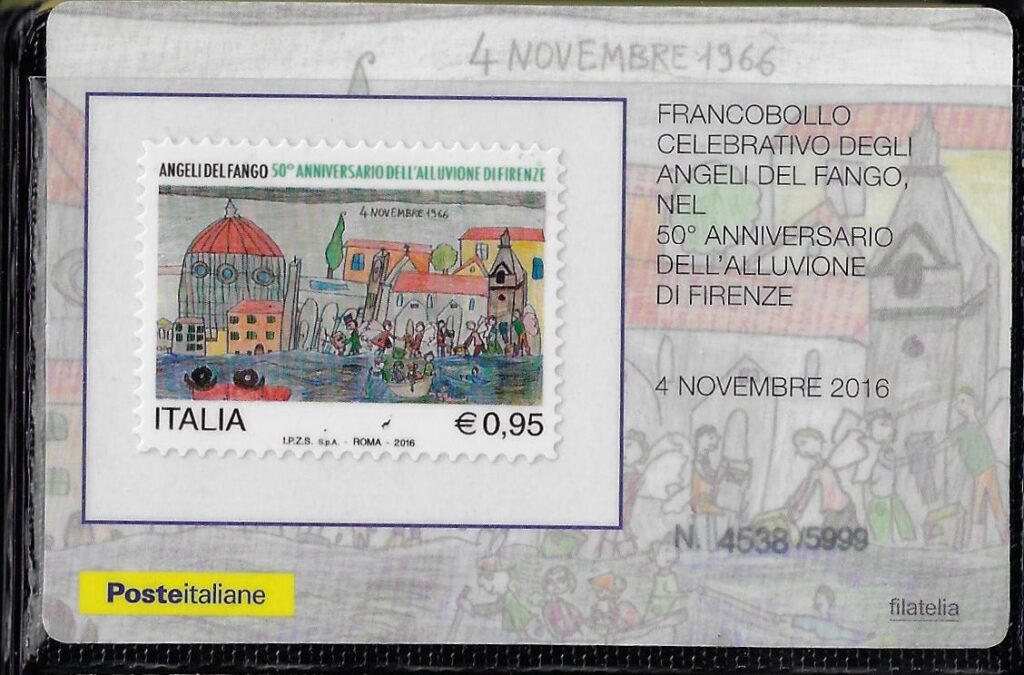 4 NOVEMBRE 1966
FRANCOBOLLO
CELEBRATIVO DEGLI
ANGELI DEL FANGO,
NEL
50° ANNIVERSARIO
DELL'ALLUVIONE
DI FIRENZE
4 NOVEMBRE 2016
ANGELI DEL FANGO 50° ANNIVERSARIO DELL'ALLUVIONE DI FIRENZE
4 NOVEMBRE 1966
ITALIA
€ 0,95
I.P.Z.S. S.p.A. - ROMA - 2016
N. 4538/5999
Posteitaliane
filatelia